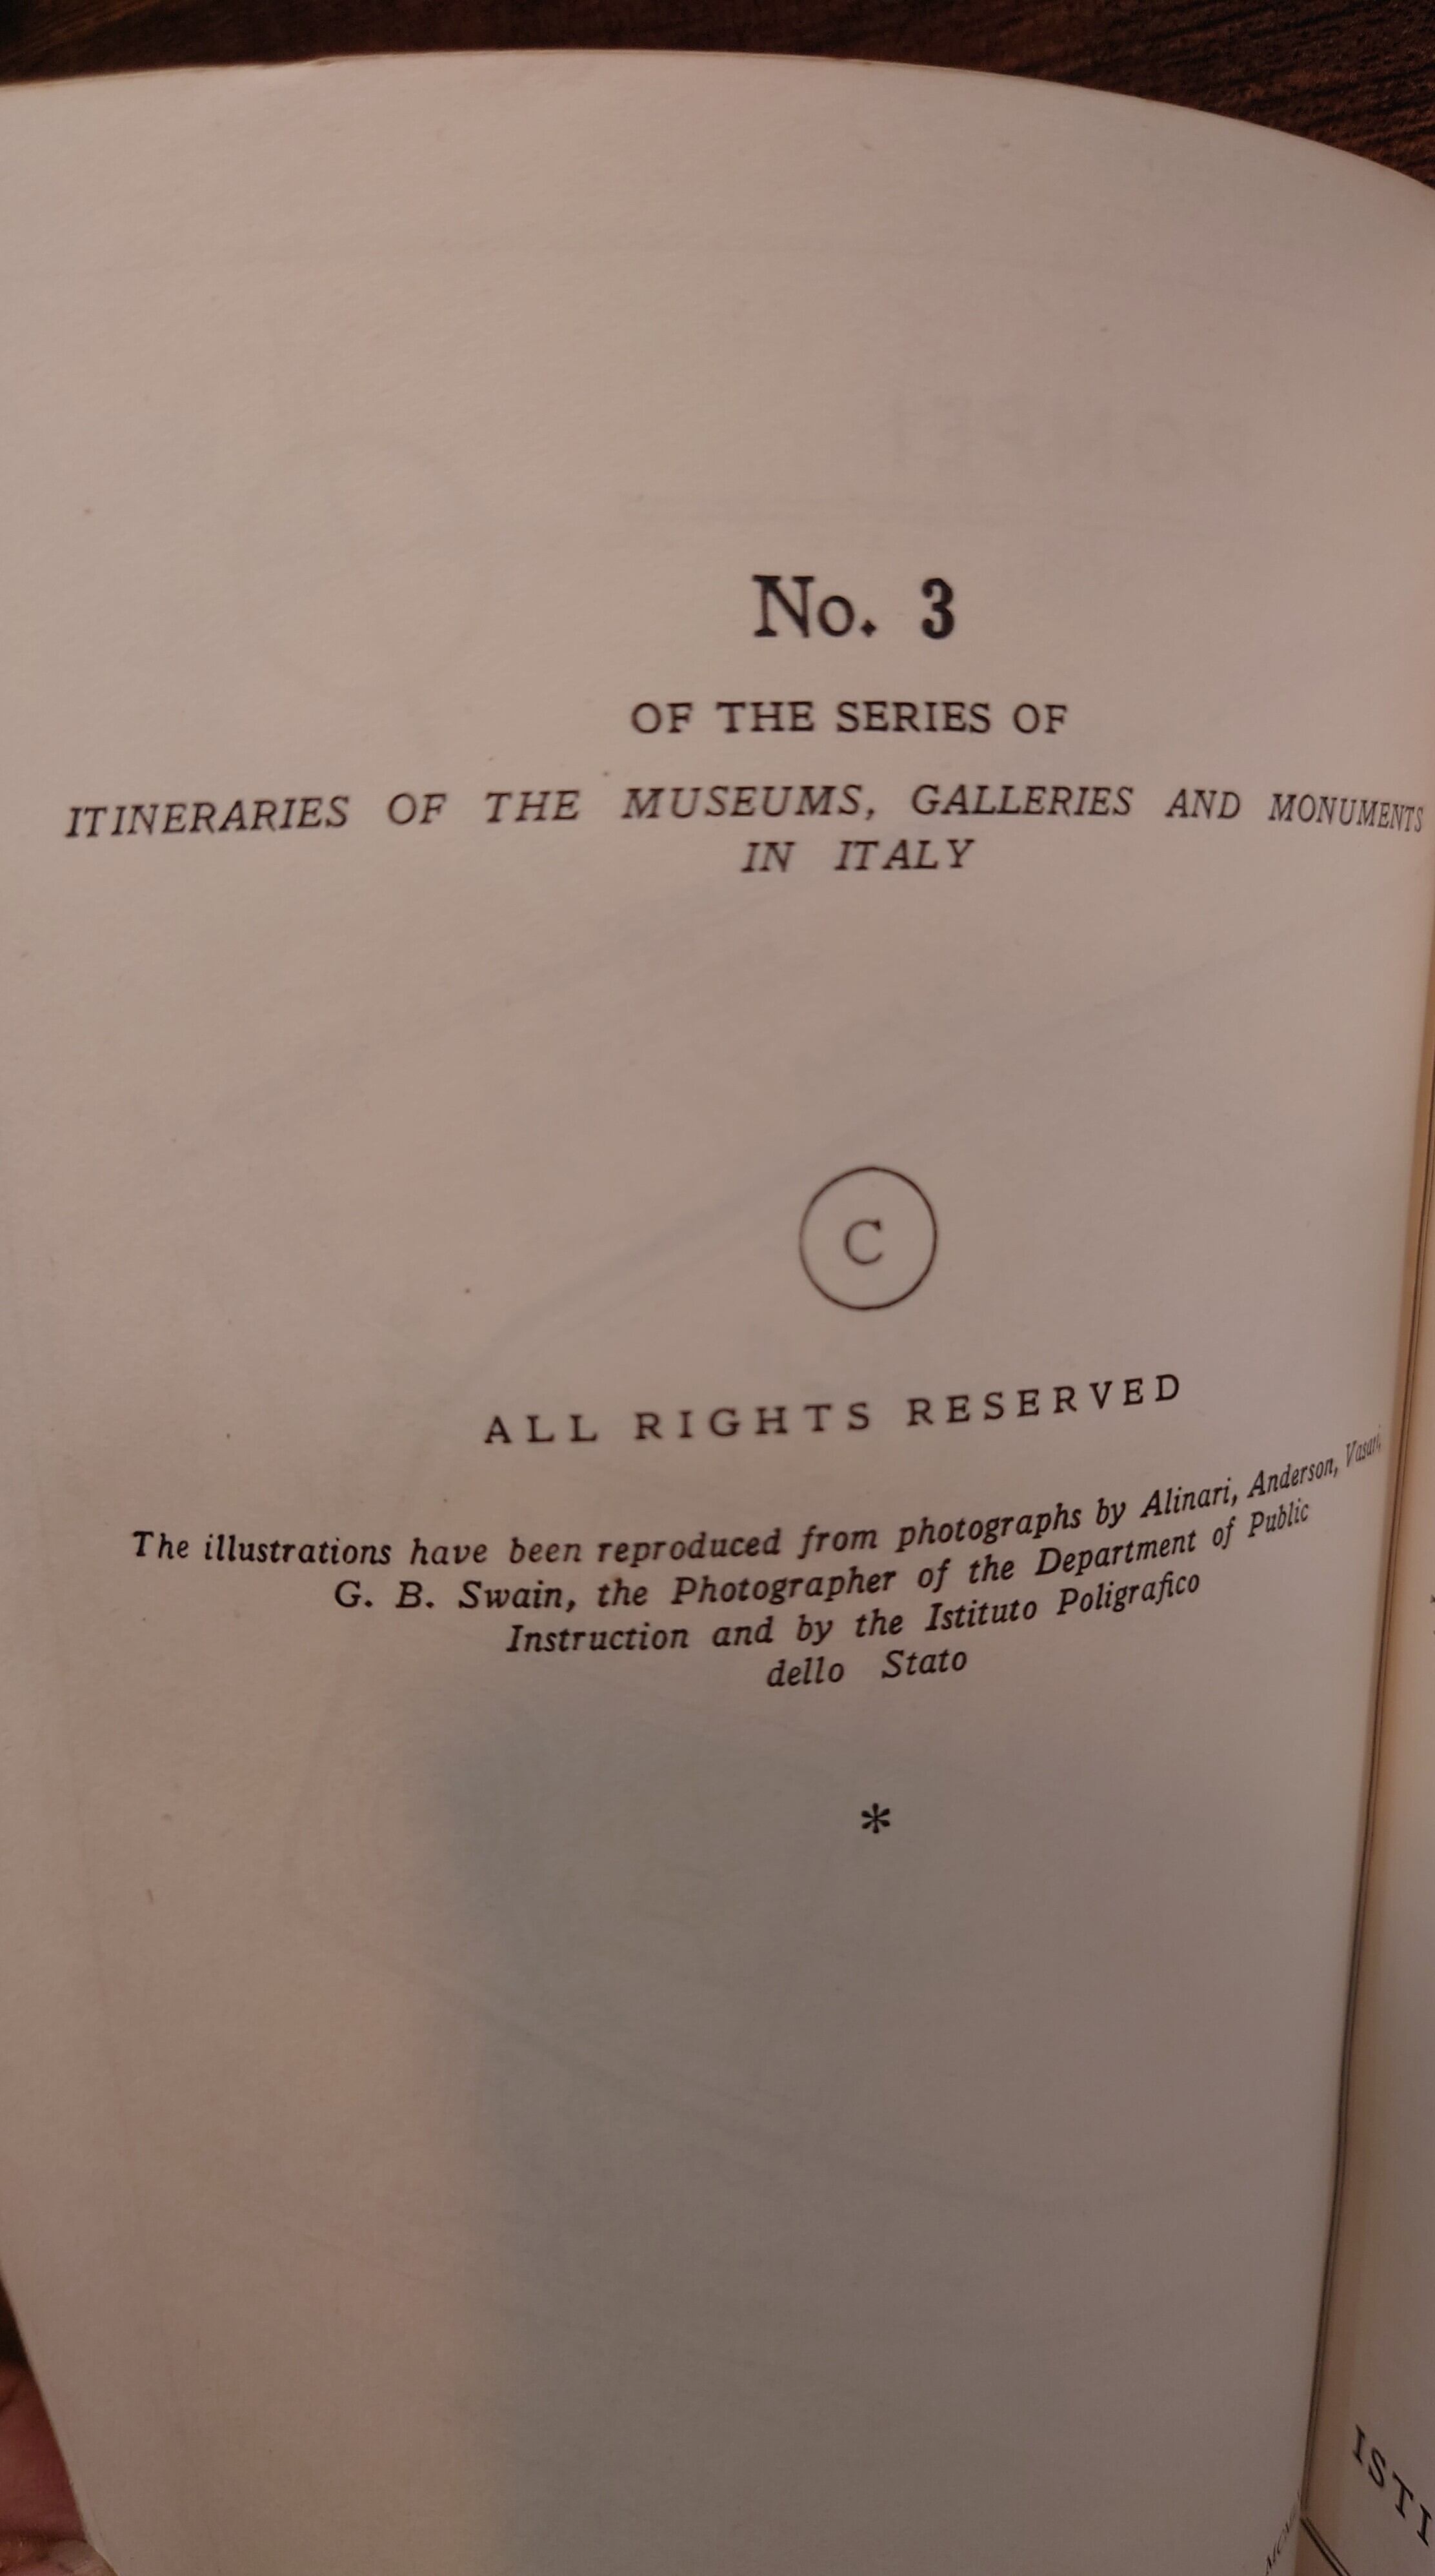 No. 3
OF THE SERIES OF
ITINERARIES OF THE MUSEUMS, GALLERIES AND MONUMENTS
IN ITALY
C
ALL RIGHTS RESERVED
The illustrations have been reproduced from photographs by Alinari, Anderson, Vasari,
G. B. Swain, the Photographer of the Department of Public
Instruction and by the Istituto Poligrafico
dello Stato
*
ISTI